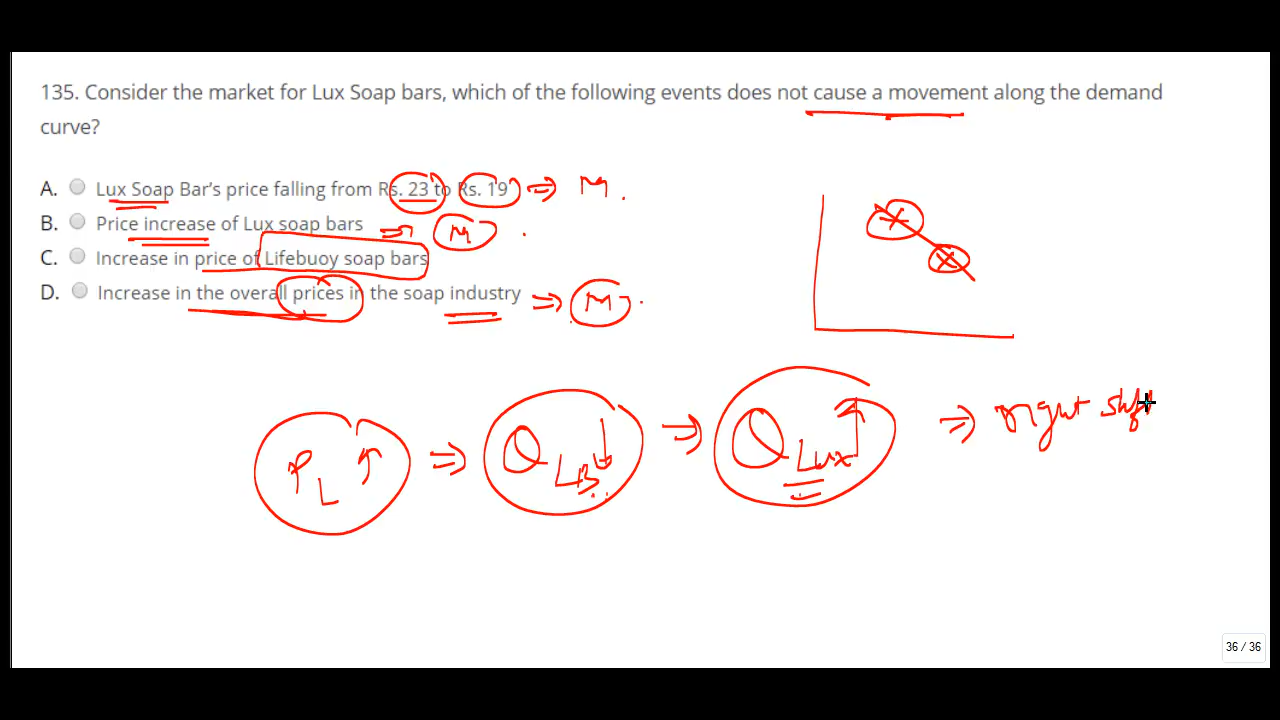 135. Consider the market for Lux Soap bars, which of the following events does not cause a movement along the demand
curve?
A. Lux Soap Bar's price falling from Rs. 23 to Rs. 19 ⇒ M.
B. Price increase of Lux soap bars ⇒ M.
C. Increase in price of Lifebuoy soap bars
D. Increase in the overall prices in the soap industry ⇒ M.
P L ↑ ⇒ Q LB ↓ ⇒ Q Lux ↑ ⇒ right shift
36 / 36